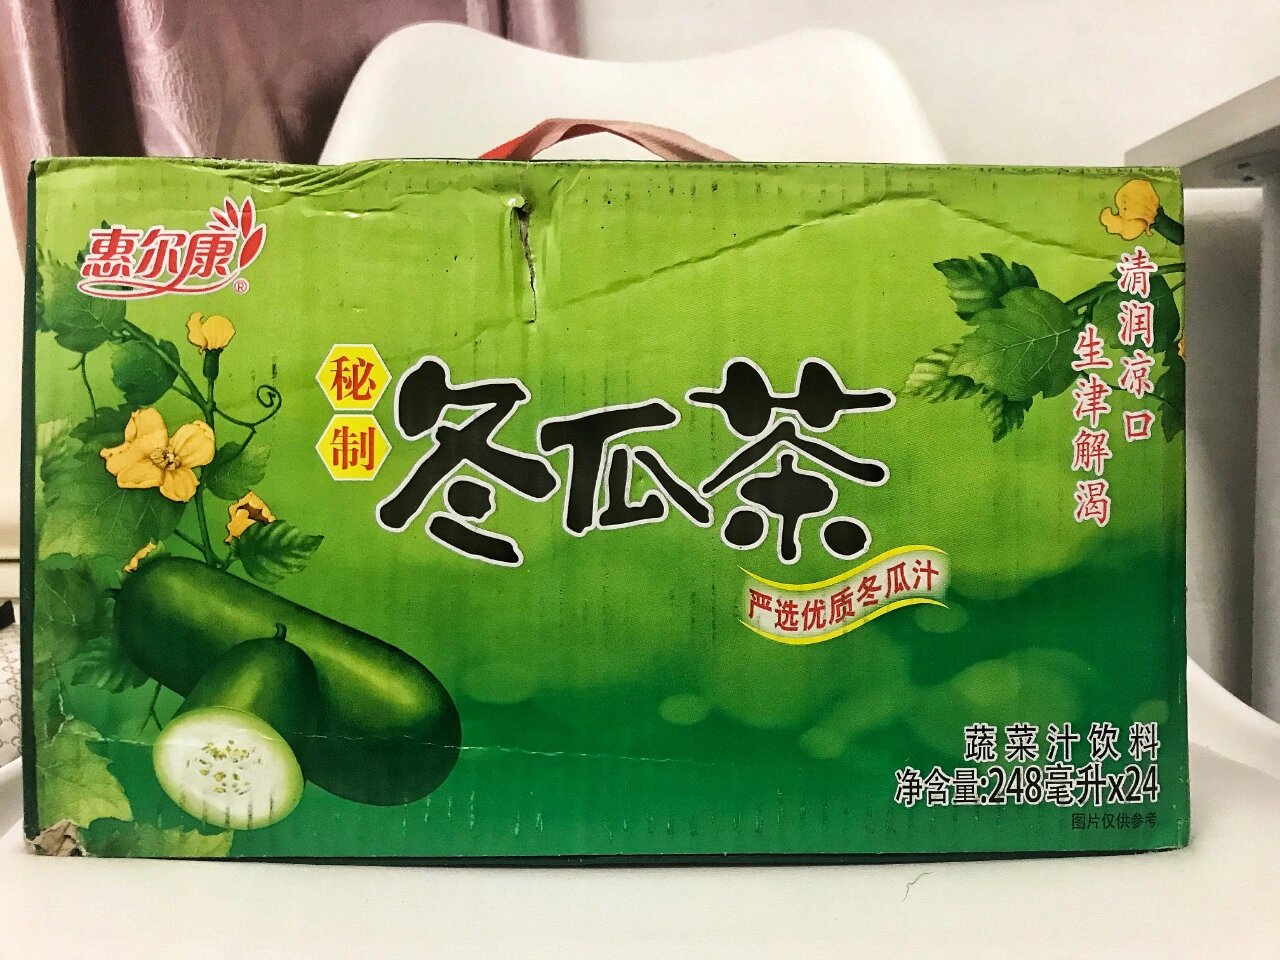 惠尔康®
秘制
冬瓜茶
严选优质冬瓜汁
清润凉口
生津解渴
蔬菜汁饮料
净含量:248毫升x24
图片仅供参考